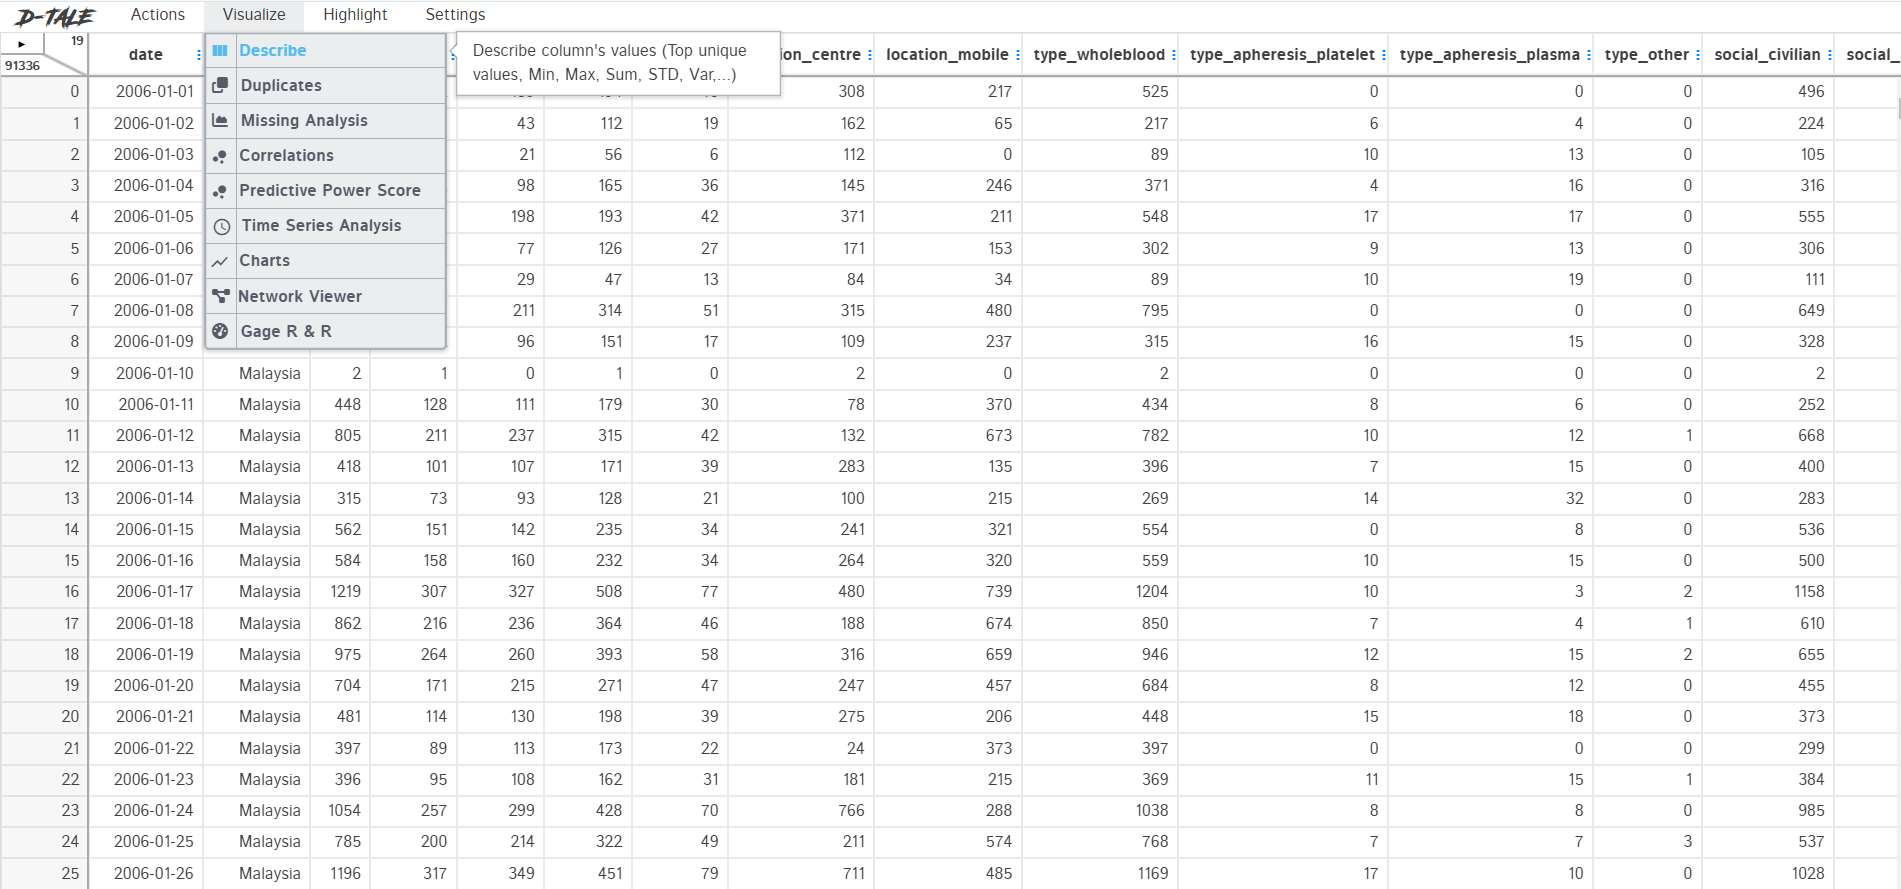 D-TALE Actions Visualize Highlight Settings
► 19
91336
date ion_centre location_mobile type_wholeblood type_apheresis_platelet type_apheresis_plasma type_other social_civilian social_
Describe
Duplicates
Missing Analysis
Correlations
Predictive Power Score
Time Series Analysis
Charts
Network Viewer
Gage R & R
Describe column's values (Top unique
values, Min, Max, Sum, STD, Var,...)
0 2006-01-01 308 217 525 0 0 0 496
1 2006-01-02 43 112 19 162 65 217 6 4 0 224
2 2006-01-03 21 56 6 112 0 89 10 13 0 105
3 2006-01-04 98 165 36 145 246 371 4 16 0 316
4 2006-01-05 198 193 42 371 211 548 17 17 0 555
5 2006-01-06 77 126 27 171 153 302 9 13 0 306
6 2006-01-07 29 47 13 84 34 89 10 19 0 111
7 2006-01-08 211 314 51 315 480 795 0 0 0 649
8 2006-01-09 96 151 17 109 237 315 16 15 0 328
9 2006-01-10 Malaysia 2 1 0 1 0 2 0 2 0 0 0 2
10 2006-01-11 Malaysia 448 128 111 179 30 78 370 434 8 6 0 252
11 2006-01-12 Malaysia 805 211 237 315 42 132 673 782 10 12 1 668
12 2006-01-13 Malaysia 418 101 107 171 39 283 135 396 7 15 0 400
13 2006-01-14 Malaysia 315 73 93 128 21 100 215 269 14 32 0 283
14 2006-01-15 Malaysia 562 151 142 235 34 241 321 554 0 8 0 536
15 2006-01-16 Malaysia 584 158 160 232 34 264 320 559 10 15 0 500
16 2006-01-17 Malaysia 1219 307 327 508 77 480 739 1204 10 3 2 1158
17 2006-01-18 Malaysia 862 216 236 364 46 188 674 850 7 4 1 610
18 2006-01-19 Malaysia 975 264 260 393 58 316 659 946 12 15 2 655
19 2006-01-20 Malaysia 704 171 215 271 47 247 457 684 8 12 0 455
20 2006-01-21 Malaysia 481 114 130 198 39 275 206 448 15 18 0 373
21 2006-01-22 Malaysia 397 89 113 173 22 24 373 397 0 0 0 299
22 2006-01-23 Malaysia 396 95 108 162 31 181 215 369 11 15 1 384
23 2006-01-24 Malaysia 1054 257 299 428 70 766 288 1038 8 8 0 985
24 2006-01-25 Malaysia 785 200 214 322 49 211 574 768 7 7 3 537
25 2006-01-26 Malaysia 1196 317 349 451 79 711 485 1169 17 10 0 1028